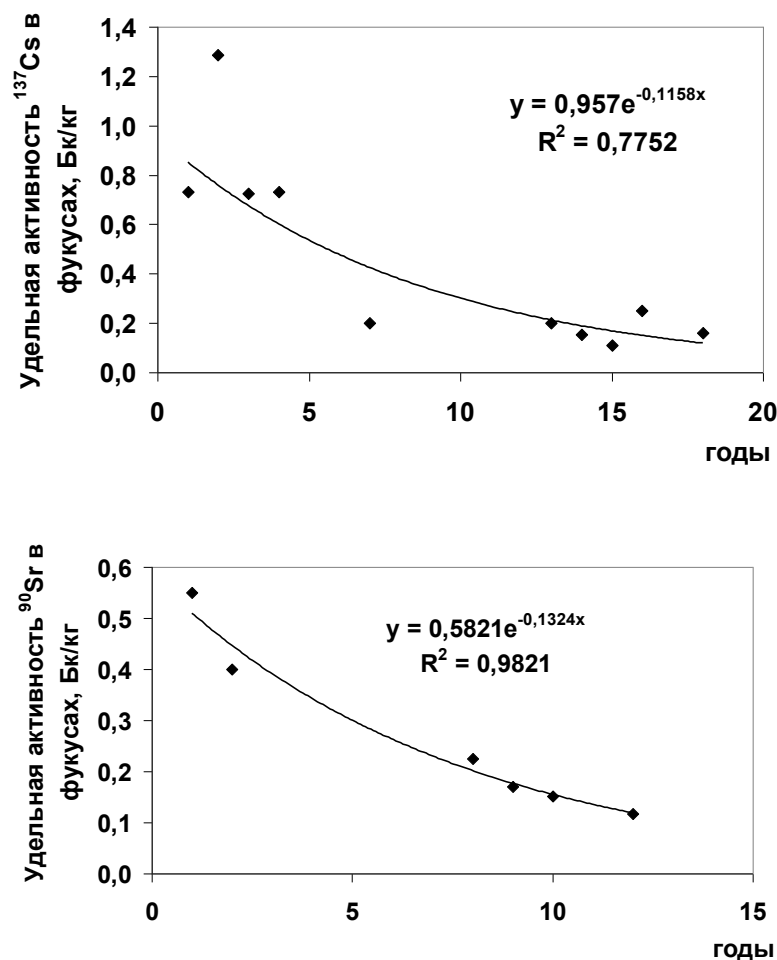 Удельная активность ¹³⁷Cs в
фукусах, Бк/кг
1,4
1,2
1,0
0,8
0,6
0,4
0,2
0,0
y = 0,957e^-0,1158x
R² = 0,7752
0 5 10 15 20
годы
Удельная активность ⁹⁰Sr в
фукусах, Бк/кг
0,6
0,5
0,4
0,3
0,2
0,1
0,0
y = 0,5821e^-0,1324x
R² = 0,9821
0 5 10 15
годы